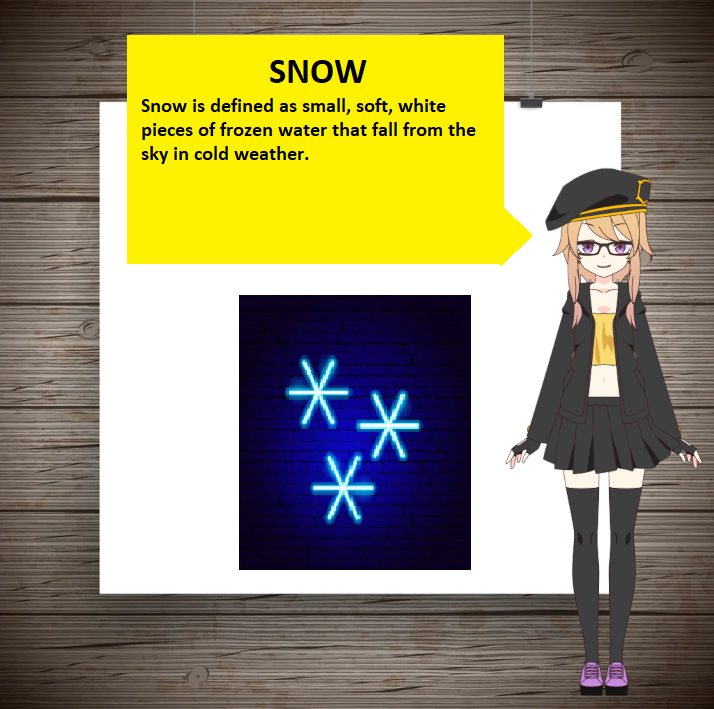 SNOW
Snow is defined as small, soft, white
pieces of frozen water that fall from the
sky in cold weather.